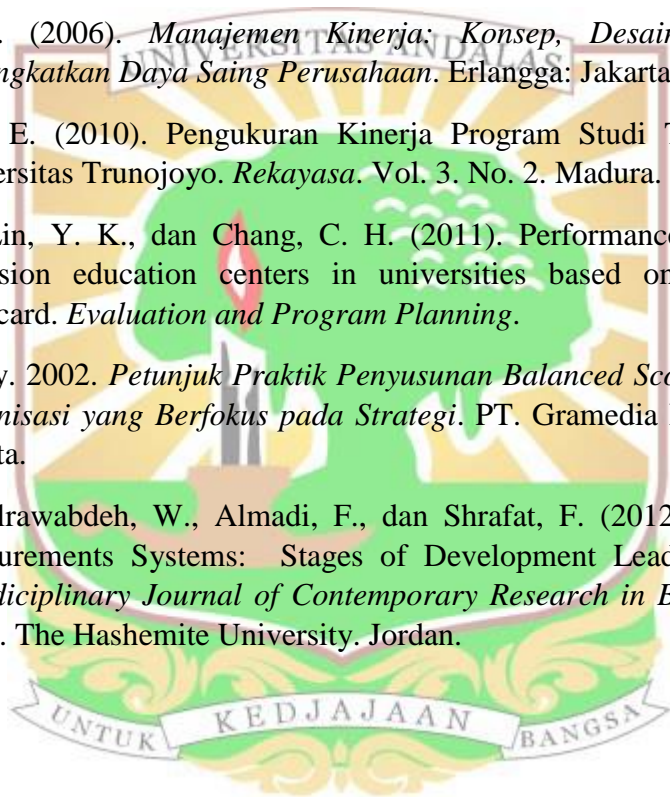 . (2006). Manajemen Kinerja: Konsep, Desain
UNIVERSITAS ANDALAS
ngkatkan Daya Saing Perusahaan. Erlangga: Jakarta
E. (2010). Pengukuran Kinerja Program Studi T
ersitas Trunojoyo. Rekayasa. Vol. 3. No. 2. Madura.
in, Y. K., dan Chang, C. H. (2011). Performance
sion education centers in universities based on
card. Evaluation and Program Planning.
y. 2002. Petunjuk Praktik Penyusunan Balanced Sco
nisasi yang Berfokus pada Strategi. PT. Gramedia
ta.
lrawabdeh, W., Almadi, F., dan Shrafat, F. (2012
urements Systems: Stages of Development Lead
diciplinary Journal of Contemporary Research in B
. The Hashemite University. Jordan.
UNTUK KEDJAJAAN BANGSA